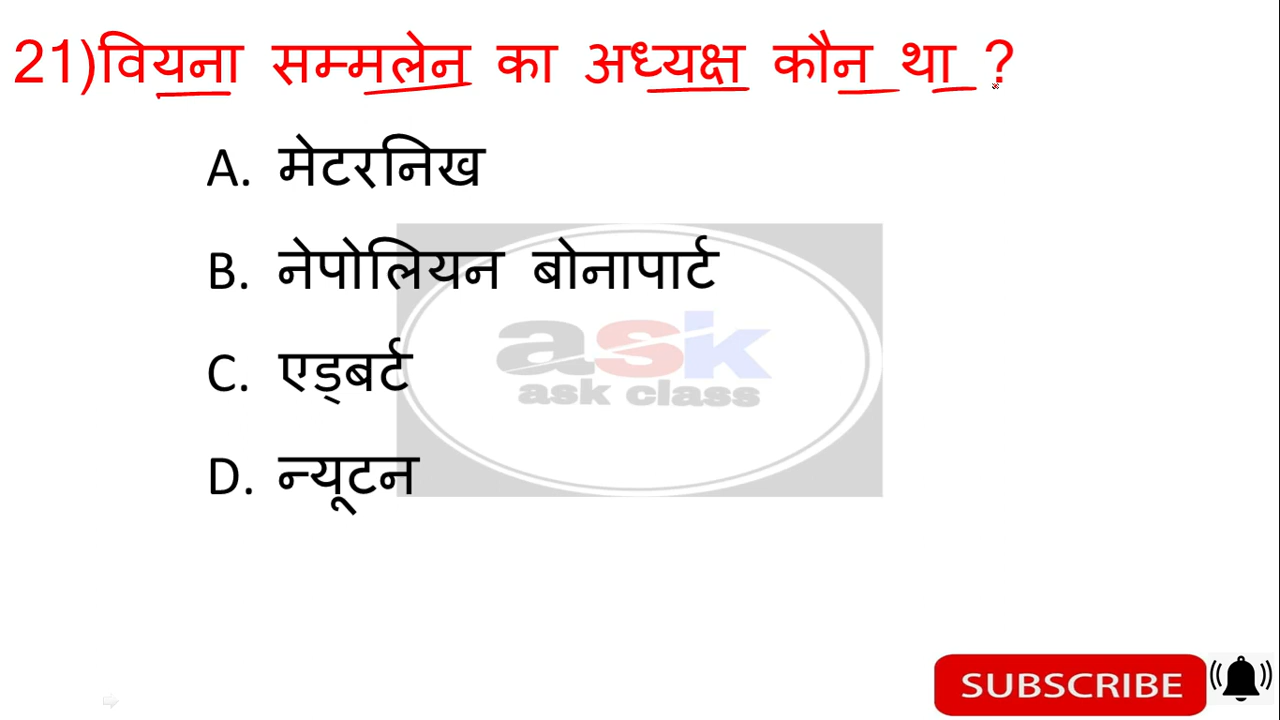 21)वियना सम्मलेन का अध्यक्ष कौन था ?
A. मेटरनिख
B. नेपोलियन बोनापार्ट
C. एड्बर्ट
D. न्यूटन
ask
ask class
SUBSCRIBE